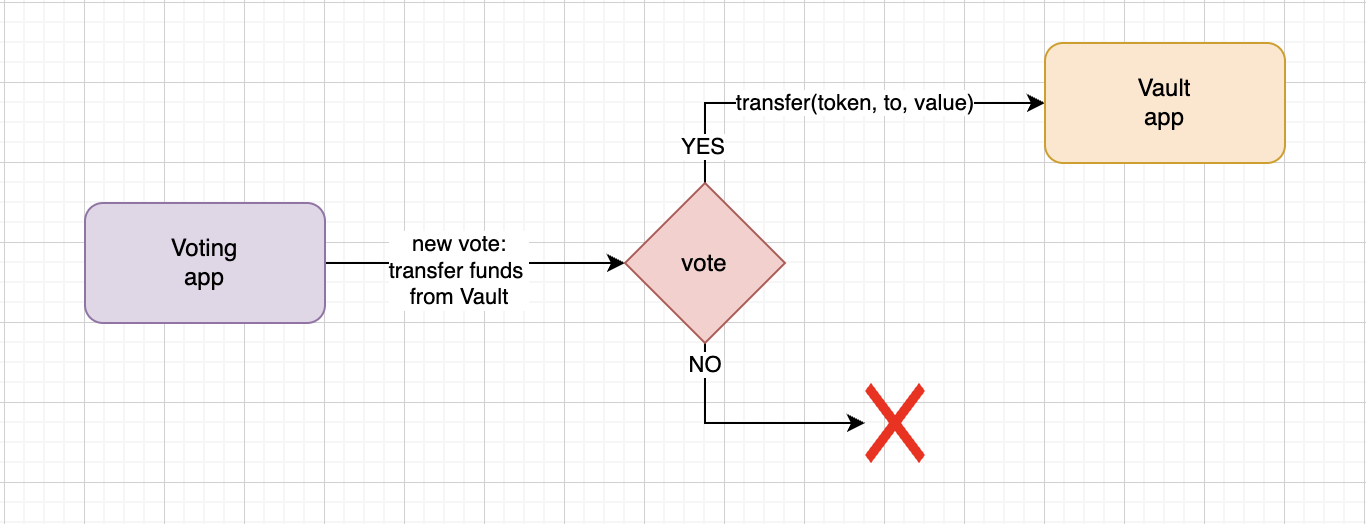 Voting
app
new vote:
transfer funds
from Vault
vote
YES
transfer(token, to, value)
Vault
app
NO